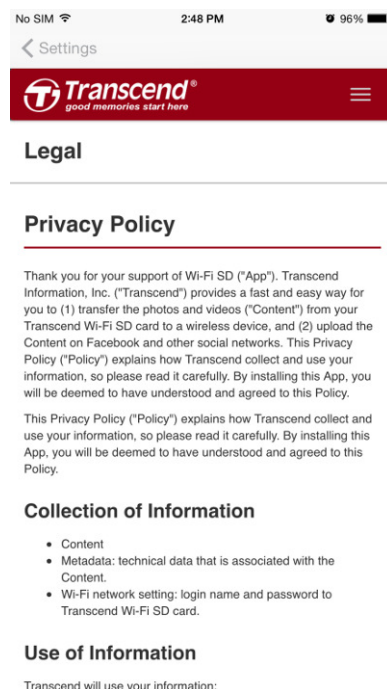 No SIM 2:48 PM 96%
Settings
Transcend®
good memories start here
Legal
Privacy Policy
Thank you for your support of Wi-Fi SD ("App"). Transcend
Information, Inc. ("Transcend") provides a fast and easy way for
you to (1) transfer the photos and videos ("Content") from your
Transcend Wi-Fi SD card to a wireless device, and (2) upload the
Content on Facebook and other social networks. This Privacy
Policy ("Policy") explains how Transcend collect and use your
information, so please read it carefully. By installing this App, you
will be deemed to have understood and agreed to this Policy.
This Privacy Policy ("Policy") explains how Transcend collect and
use your information, so please read it carefully. By installing this
App, you will be deemed to have understood and agreed to this
Policy.
Collection of Information
• Content
• Metadata: technical data that is associated with the
Content.
• Wi-Fi network setting: login name and password to
Transcend Wi-Fi SD card.
Use of Information
Transcend will use your information: